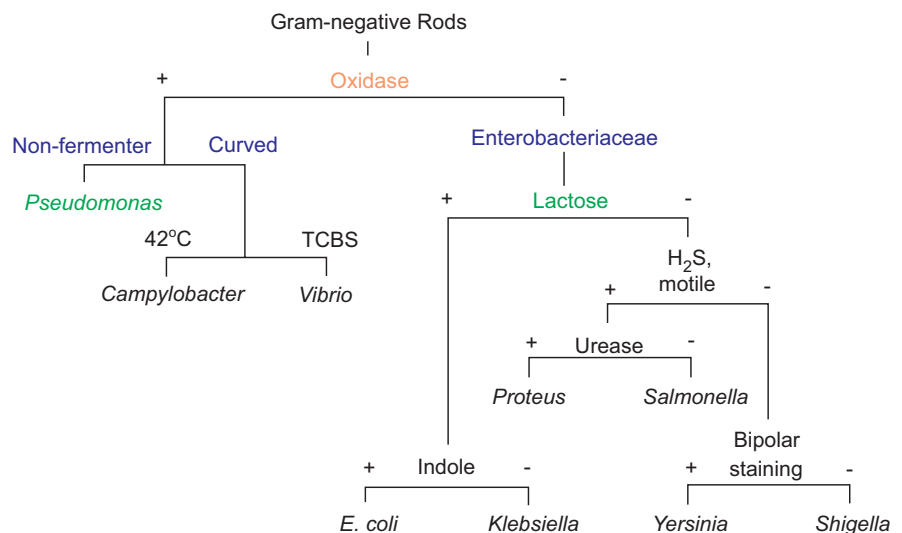 Gram-negative Rods
+ Oxidase -
Non-fermenter Curved Enterobacteriaceae
Pseudomonas + Lactose -
42°C TCBS
Campylobacter Vibrio
H₂S,
motile
+ -
+ Urease -
Proteus Salmonella
Bipolar
staining
+ Indole - + -
E. coli Klebsiella Yersinia Shigella